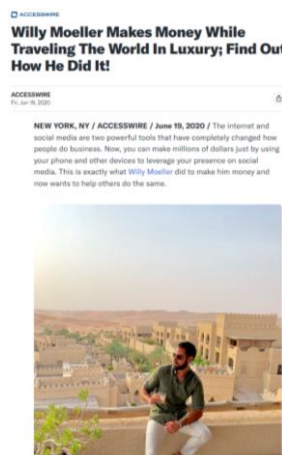 ACCESSWIRE
Willy Moeller Makes Money While
Traveling The World In Luxury; Find Out
How He Did It!
ACCESSWIRE
Fri, Jun 19, 2020
NEW YORK, NY / ACCESSWIRE / June 19, 2020 / The internet and
social media are two powerful tools that have completely changed how
people do business. Now, you can make millions of dollars just by using
your phone and other devices to leverage your presence on social
media. This is exactly what Willy Moeller did to make him money and
now wants to help others do the same.